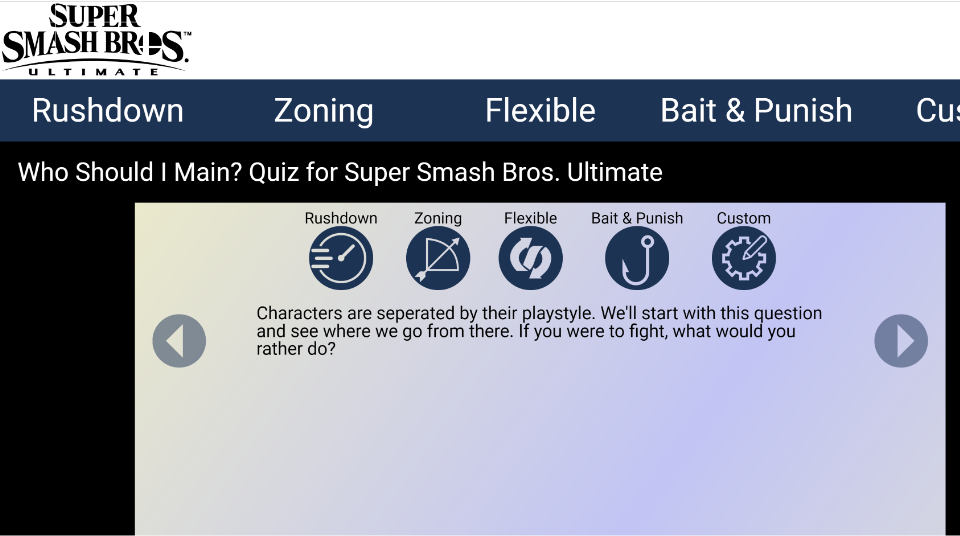 SUPER
SMASH BROS.™
ULTIMATE
Rushdown Zoning Flexible Bait & Punish
Who Should I Main? Quiz for Super Smash Bros. Ultimate
Rushdown Zoning Flexible Bait & Punish Custom
Characters are seperated by their playstyle. We'll start with this question
and see where we go from there. If you were to fight, what would you
rather do?